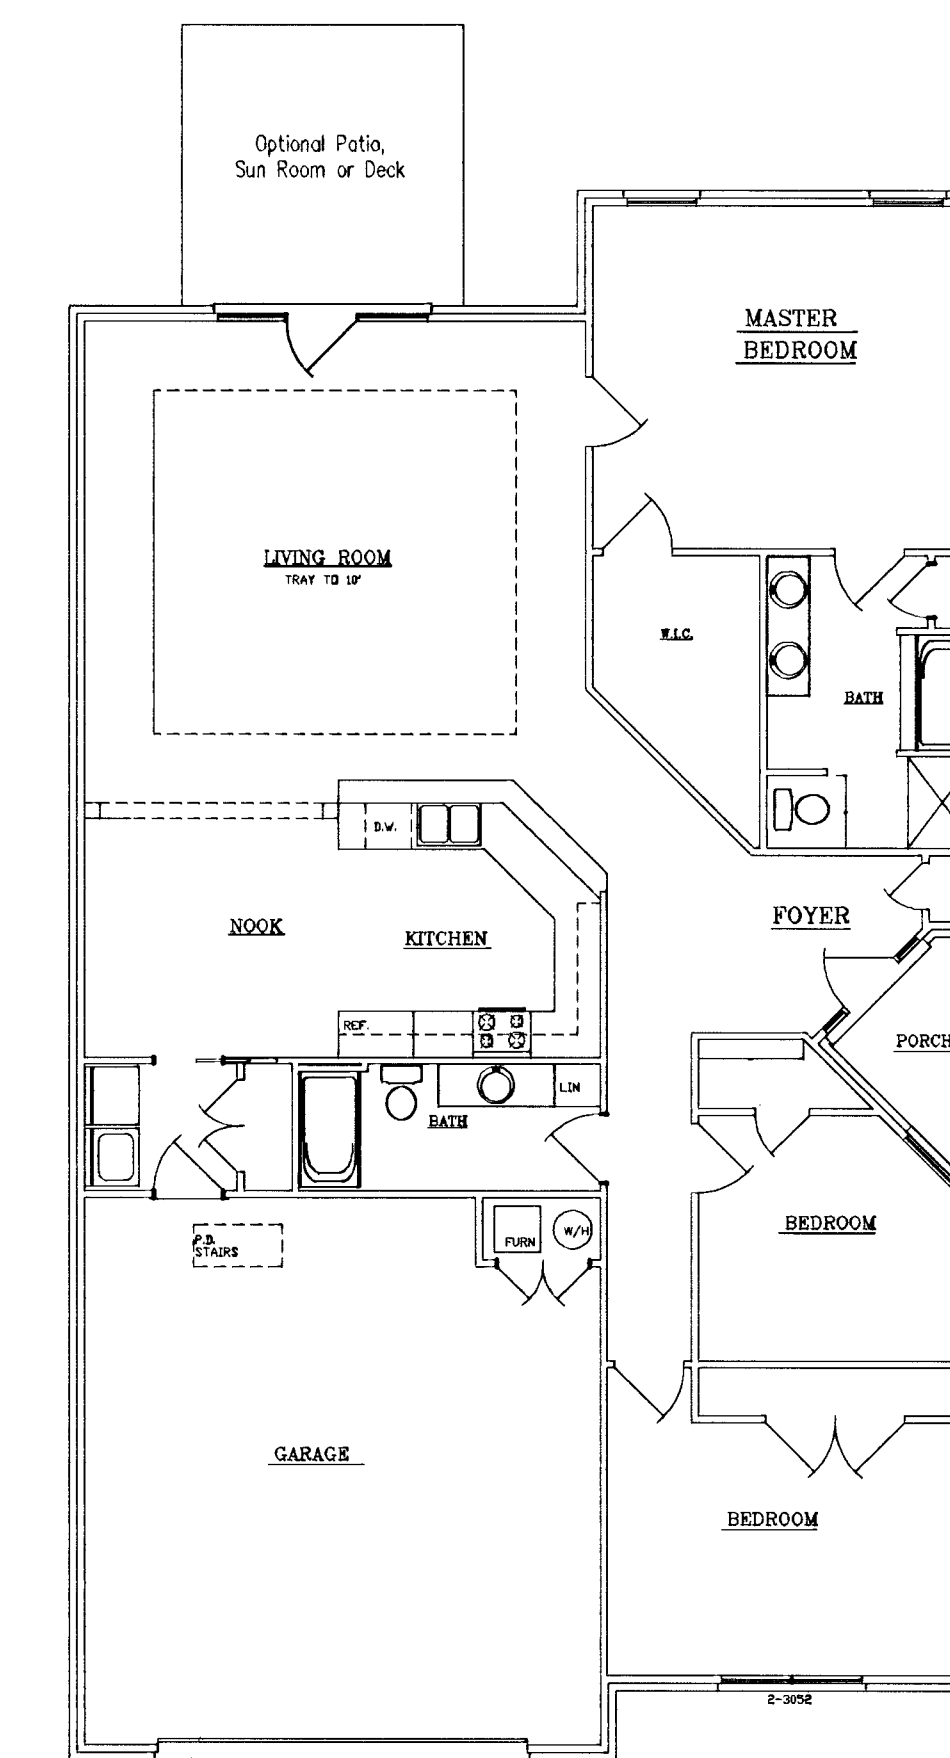 Optional Patio,
Sun Room or Deck
MASTER
BEDROOM
LIVING ROOM
TRAY TO 10'
W.I.C.
BATH
D.W.
NOOK
KITCHEN
FOYER
REF.
PORCH
LIN
BATH
BEDROOM
P.D.
STAIRS
FURN
W/H
GARAGE
BEDROOM
2-3052